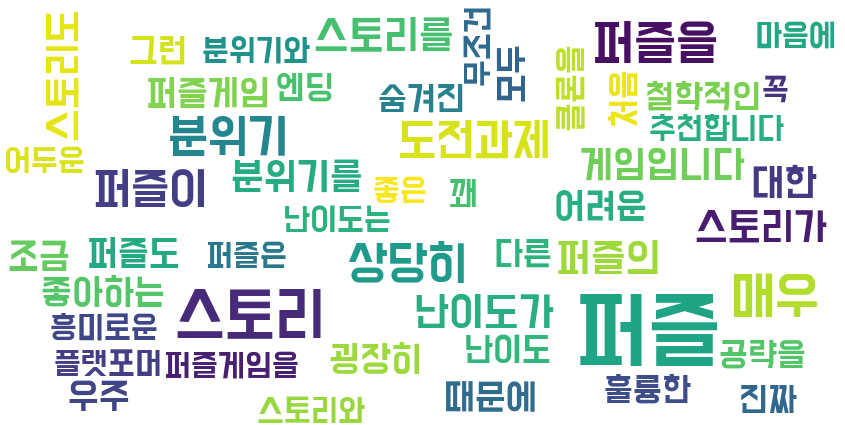 스토리도
그런
분위기와
스토리를
무조건
모두
퍼즐을
마음에
퍼즐게임
엔딩
숨겨진
클론을
처음
철학적인
꼭
추천합니다
분위기
도전과제
어두운
게임입니다
퍼즐이
분위기를
좋은
꽤
대한
어려운
난이도는
스토리가
조금
퍼즐도
퍼즐은
상당히
다른
퍼즐의
좋아하는
스토리
난이도가
퍼즐
매우
흥미로운
난이도
공략을
플랫포머
퍼즐게임을
굉장히
우주
스토리와
때문에
훌륭한
진짜